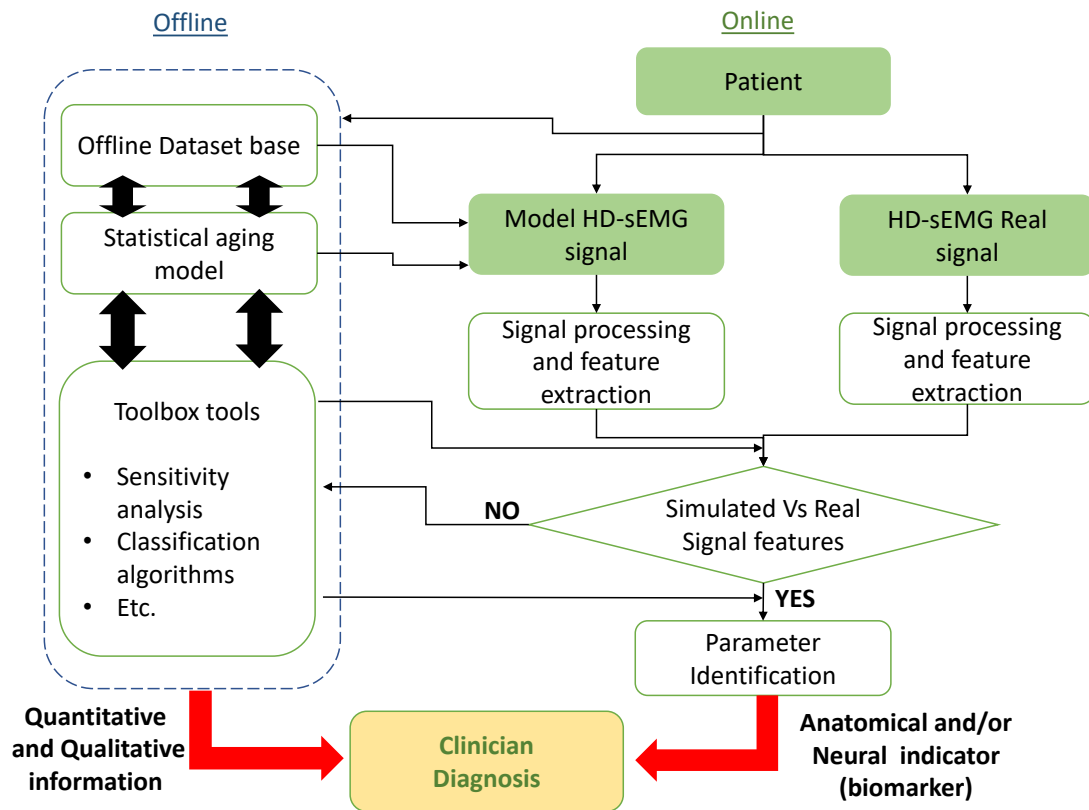 Offline
Online
Patient
Offline Dataset base
Statistical aging
model
Model HD-sEMG
signal
HD-sEMG Real
signal
Signal processing
and feature
extraction
Signal processing
and feature
extraction
Toolbox tools
• Sensitivity
analysis
• Classification
algorithms
• Etc.
NO
Simulated Vs Real
Signal features
YES
Parameter
Identification
Quantitative
and Qualitative
information
Clinician
Diagnosis
Anatomical and/or
Neural indicator
(biomarker)